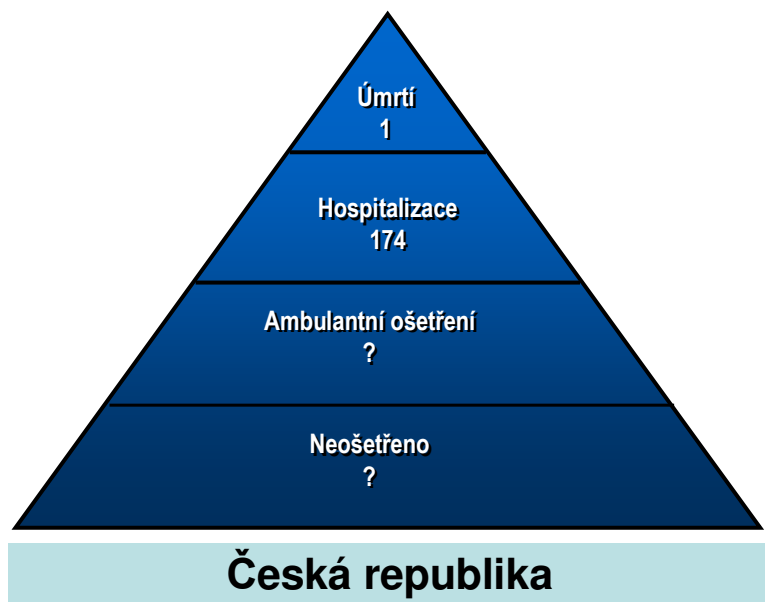 Úmrtí
1
Hospitalizace
174
Ambulantní ošetření
?
Neošetřeno
?
Česká republika